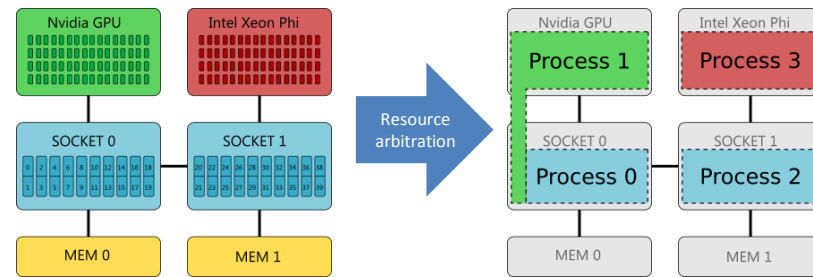 Nvidia GPU
Intel Xeon Phi
SOCKET 0
0 2 4 6 8 10 12 14 16 18
1 3 5 7 9 11 13 15 17 19
SOCKET 1
20 22 24 26 28 30 32 34 36 38
21 23 25 27 29 31 33 35 37 39
MEM 0
MEM 1
Resource
arbitration
Nvidia GPU
Process 1
Intel Xeon Phi
Process 3
SOCKET 0
Process 0
SOCKET 1
Process 2
MEM 0
MEM 1